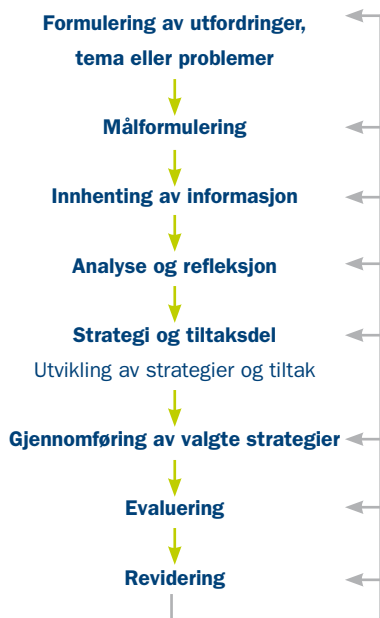 Formulering av utfordringer,
tema eller problemer
Målformulering
Innhenting av informasjon
Analyse og refleksjon
Strategi og tiltaksdel
Utvikling av strategier og tiltak
Gjennomføring av valgte strategier
Evaluering
Revidering